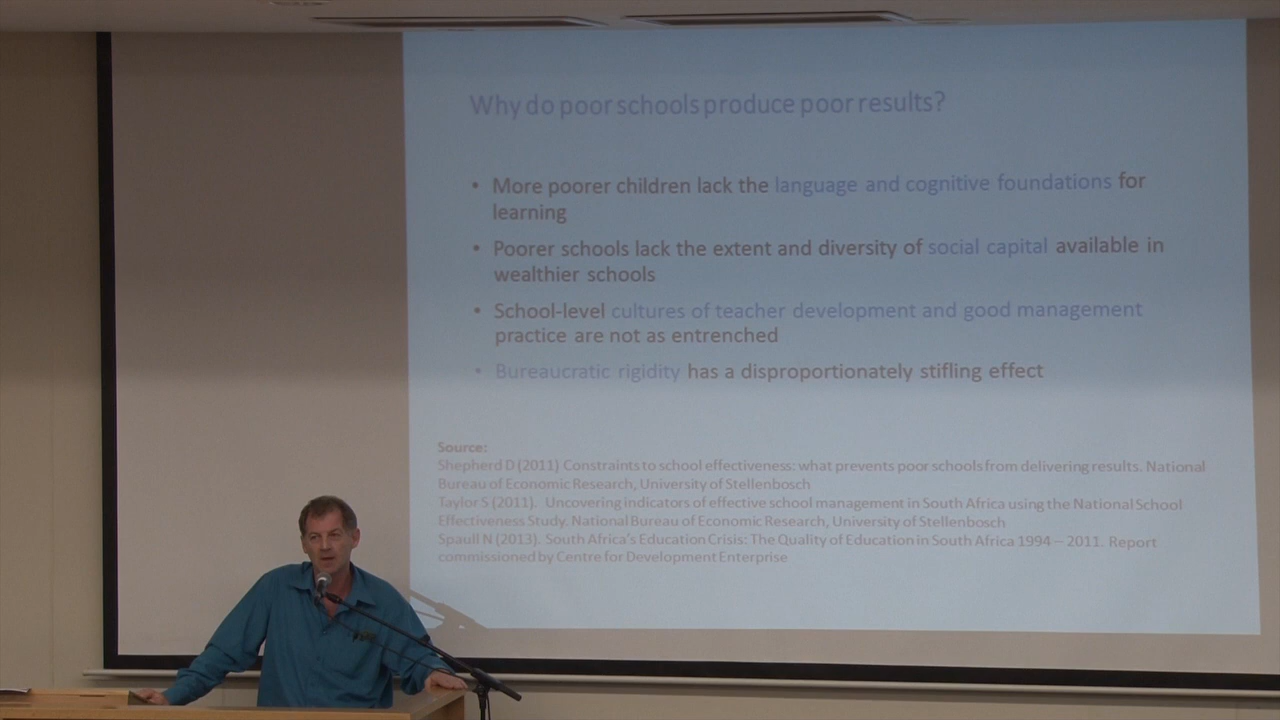 Why do poor schools produce poor results?
• More poorer children lack the language and cognitive foundations for
learning
• Poorer schools lack the extent and diversity of social capital available in
wealthier schools
• School-level cultures of teacher development and good management
practice are not as entrenched
• Bureaucratic rigidity has a disproportionately stifling effect
Source:
Shepherd D (2011) Constraints to school effectiveness: what prevents poor schools from delivering results. National
Bureau of Economic Research, University of Stellenbosch
Taylor S (2011). Uncovering indicators of effective school management in South Africa using the National School
Effectiveness Study. National Bureau of Economic Research, University of Stellenbosch
Spaull N (2013). South Africa's Education Crisis: The Quality of Education in South Africa 1994 – 2011. Report
commissioned by Centre for Development Enterprise